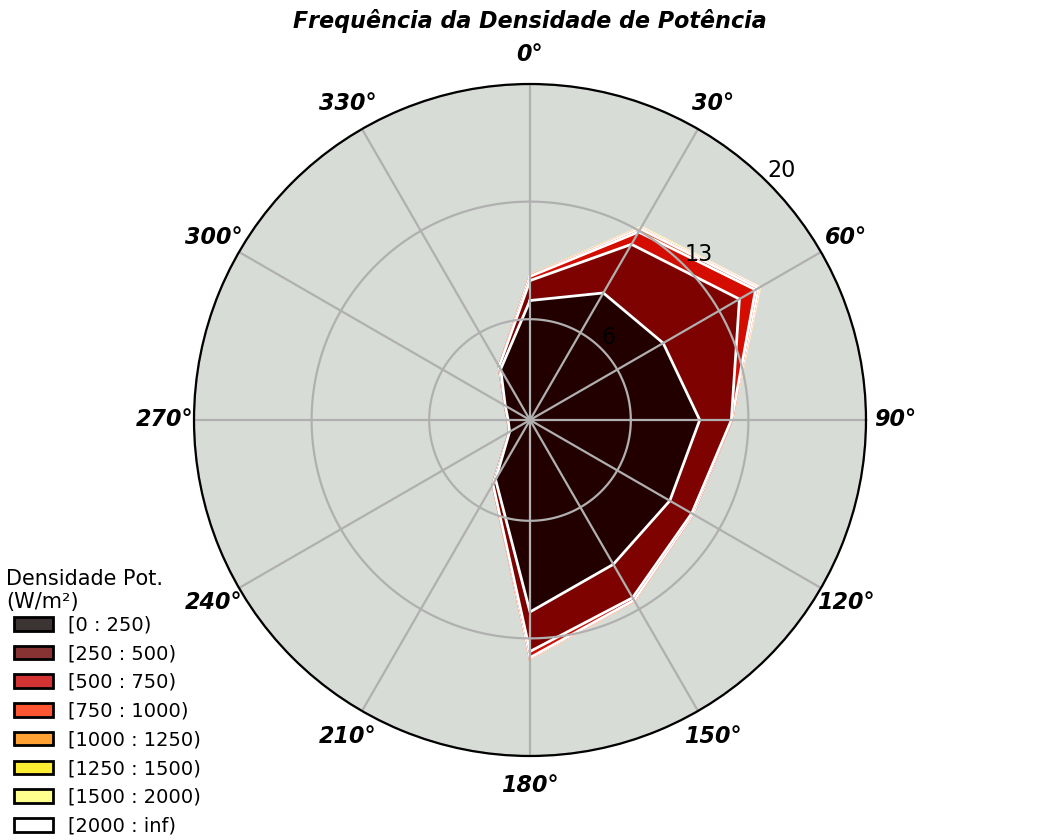 Frequência da Densidade de Potência
0°
330°
30°
20
300°
60°
13
6
270°
90°
Densidade Pot.
(W/m²)
240°
120°
[0 : 250)
[250 : 500)
[500 : 750)
[750 : 1000)
210°
150°
[1000 : 1250)
[1250 : 1500)
180°
[1500 : 2000)
[2000 : inf)